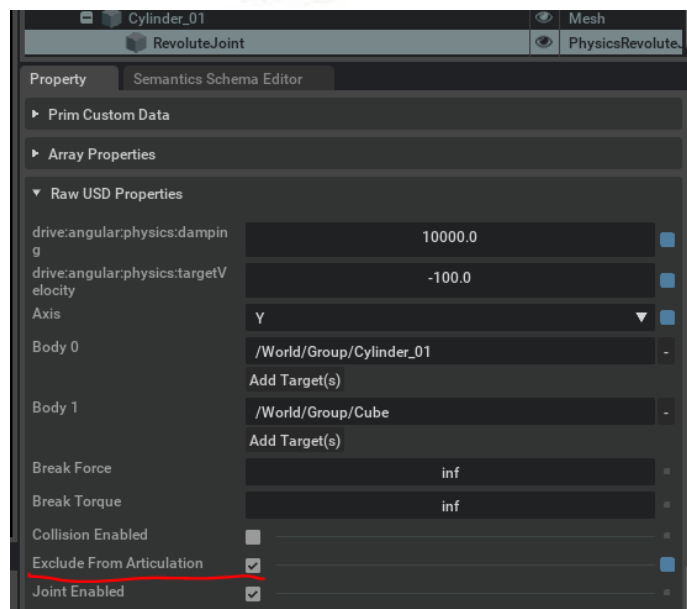 Cylinder_01 Mesh
RevoluteJoint PhysicsRevolute
Property Semantics Schema Editor
Prim Custom Data
Array Properties
Raw USD Properties
drive:angular:physics:dampin
g 10000.0
drive:angular:physics:targetV
elocity -100.0
Axis Y
Body 0 /World/Group/Cylinder_01 -
Add Target(s)
Body 1 /World/Group/Cube -
Add Target(s)
Break Force inf
Break Torque inf
Collision Enabled
Exclude From Articulation
Joint Enabled